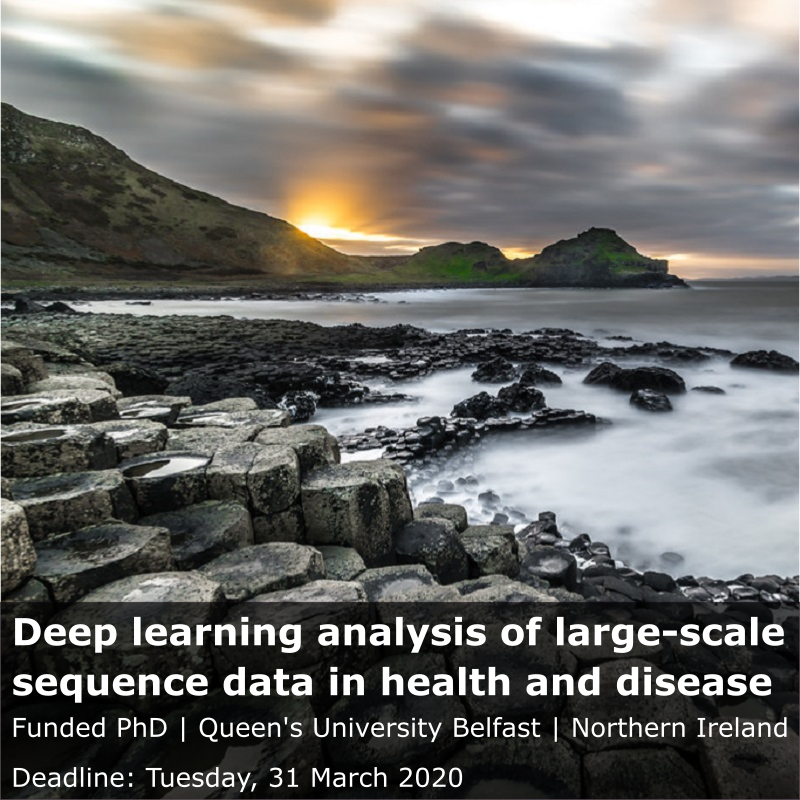 Deep learning analysis of large-scale
sequence data in health and disease
Funded PhD | Queen's University Belfast | Northern Ireland
Deadline: Tuesday, 31 March 2020